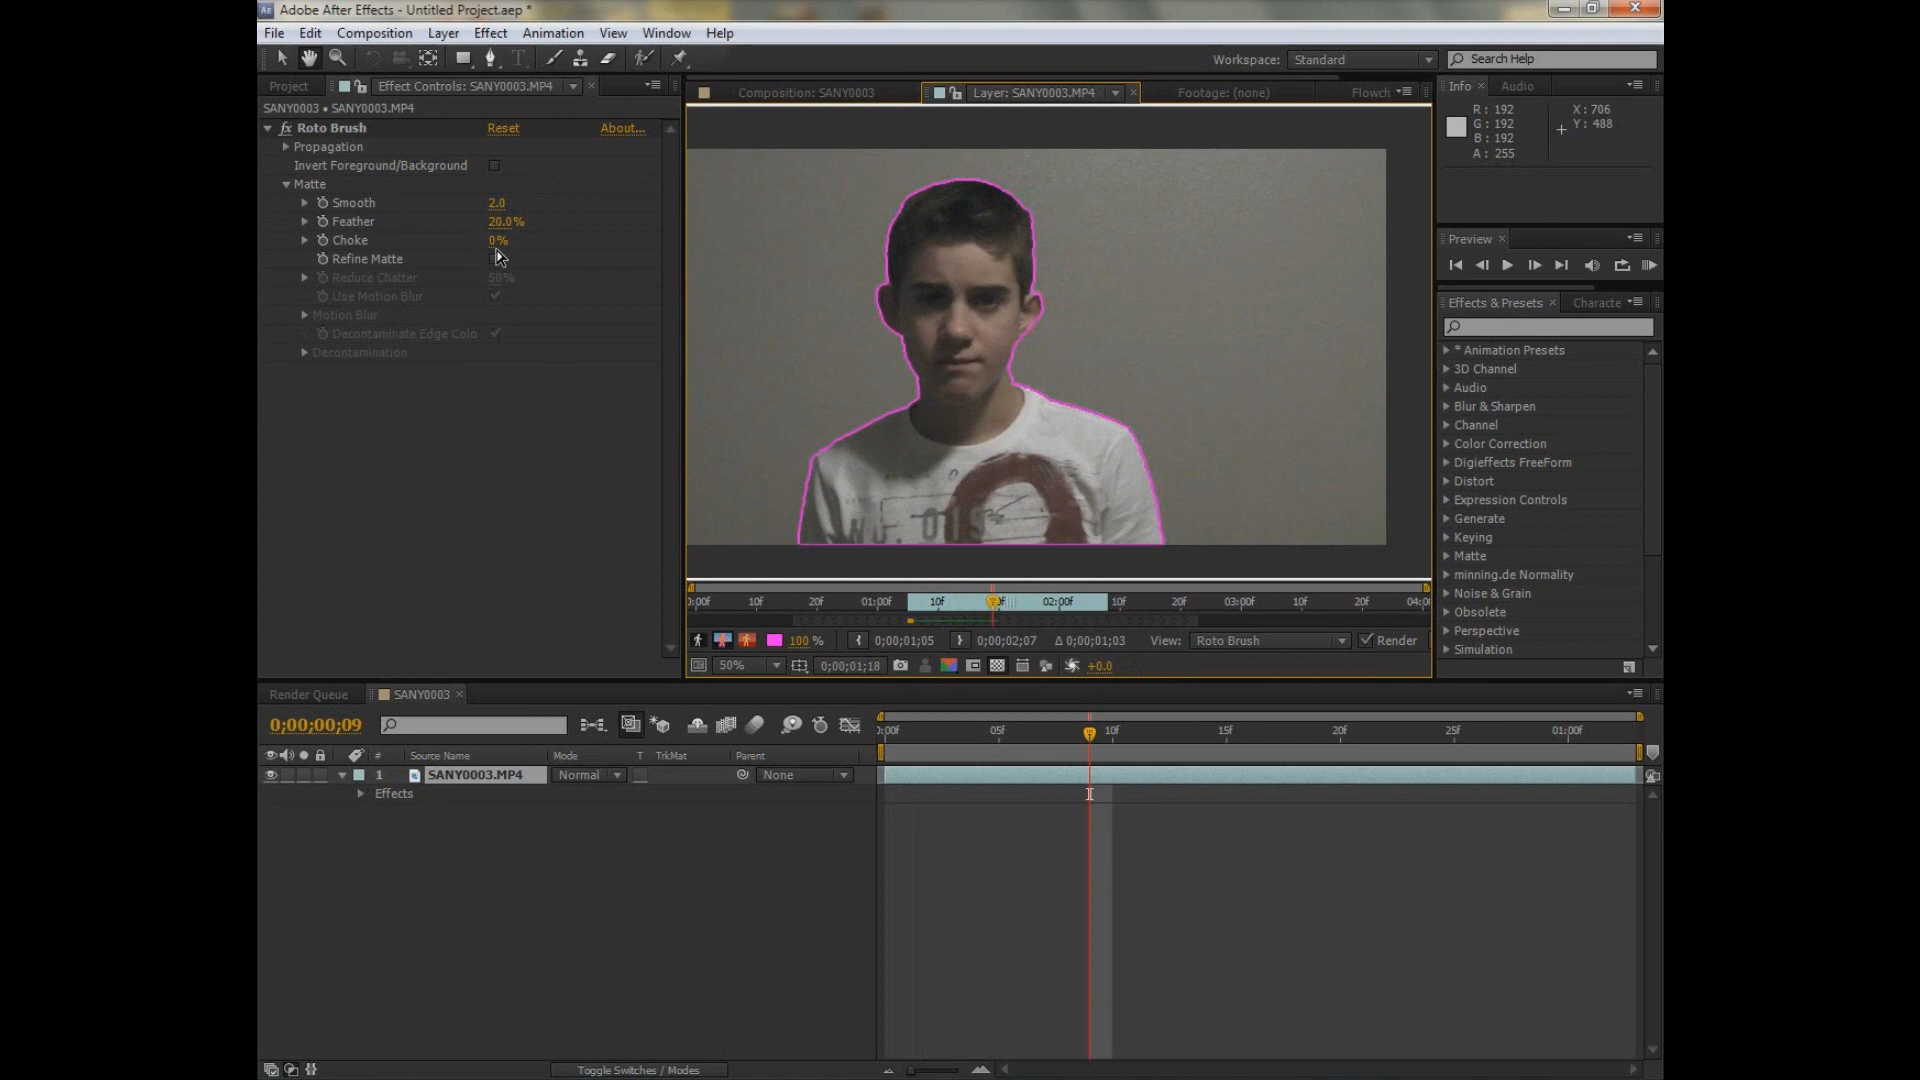 Adobe After Effects - Untitled Project.aep *
File Edit Composition Layer Effect Animation View Window Help
Workspace: Standard Search Help
Project Effect Controls: SANY0003.MP4
SANY0003 • SANY0003.MP4
fx Roto Brush Reset About...
Propagation
Invert Foreground/Background
Matte
Smooth 2.0
Feather 20.0%
Choke 0%
Refine Matte
Reduce Chatter 50%
Use Motion Blur
Motion Blur
Decontaminate Edge Colo
Decontamination
Composition: SANY0003 Layer: SANY0003.MP4 Footage: (none) Flowch
0:00f 10f 20f 01:00f 10f 02:00f 10f 20f 03:00f 10f 20f 04:0
100 % 0;00;01;05 0;00;02;07 Δ 0;00;01;03 View: Roto Brush Render
50% 0;00;01;18 +0.0
Info Audio
R: 192 X: 706
G: 192 Y: 488
B: 192
A: 255
Preview
Effects & Presets Characte
* Animation Presets
3D Channel
Audio
Blur & Sharpen
Channel
Color Correction
Digieffects FreeForm
Distort
Expression Controls
Generate
Keying
Matte
minning.de Normality
Noise & Grain
Obsolete
Perspective
Simulation
Render Queue SANY0003
0;00;00;09
:00f 05f 10f 15f 20f 25f 01:00f
# Source Name Mode T TrkMat Parent
1 SANY0003.MP4 Normal None
Effects
Toggle Switches / Modes